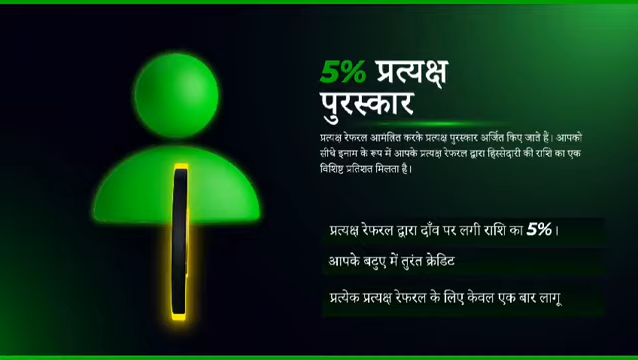 5% प्रत्यक्ष
पुरस्कार
प्रत्यक्ष रेफरल आमंत्रित करके प्रत्यक्ष पुरस्कार अर्जित किए जाते हैं। आपको
सीधे इनाम के रूप में आपके प्रत्यक्ष रेफरल द्वारा हिस्सेदारी की राशि का एक
विशिष्ट प्रतिशत मिलता है।
प्रत्यक्ष रेफरल द्वारा दाँव पर लगी राशि का 5%।
आपके बटुए में तुरंत क्रेडिट
प्रत्येक प्रत्यक्ष रेफरल के लिए केवल एक बार लागू